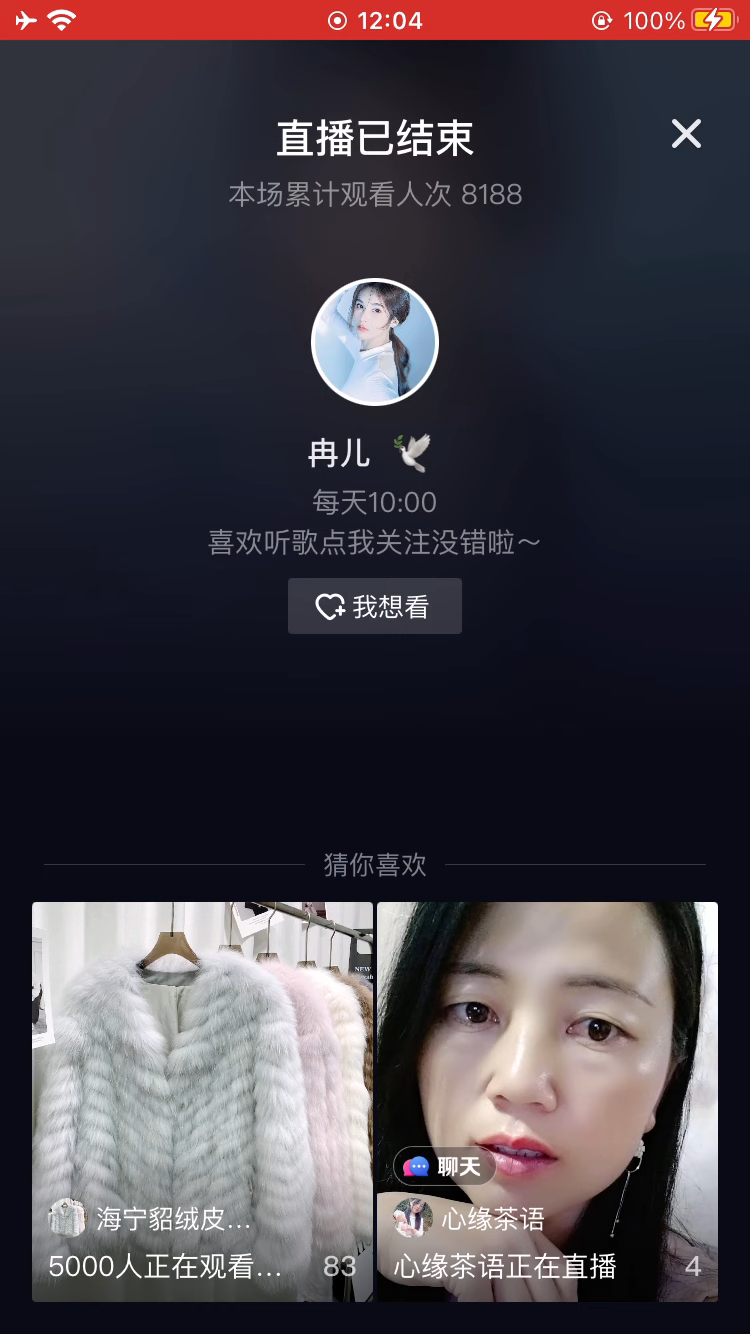 12:04
100%
直播已结束
本场累计观看人次 8188
冉儿 🕊️
每天10:00
喜欢听歌点我关注没错啦～
我想看
猜你喜欢
NEW
聊天
海宁貂绒皮...
心缘茶语
5000人正在观看... 83
心缘茶语正在直播 4